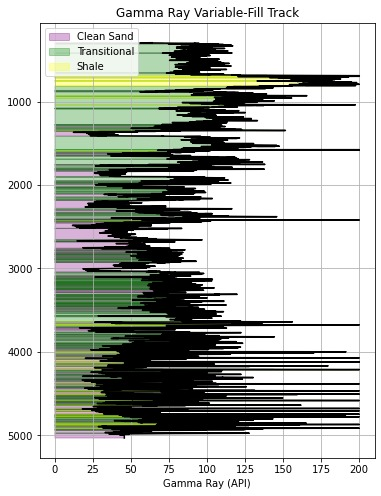 Gamma Ray Variable-Fill Track
Clean Sand
Transitional
Shale
1000
2000
3000
4000
5000
0 25 50 75 100 125 150 175 200
Gamma Ray (API)